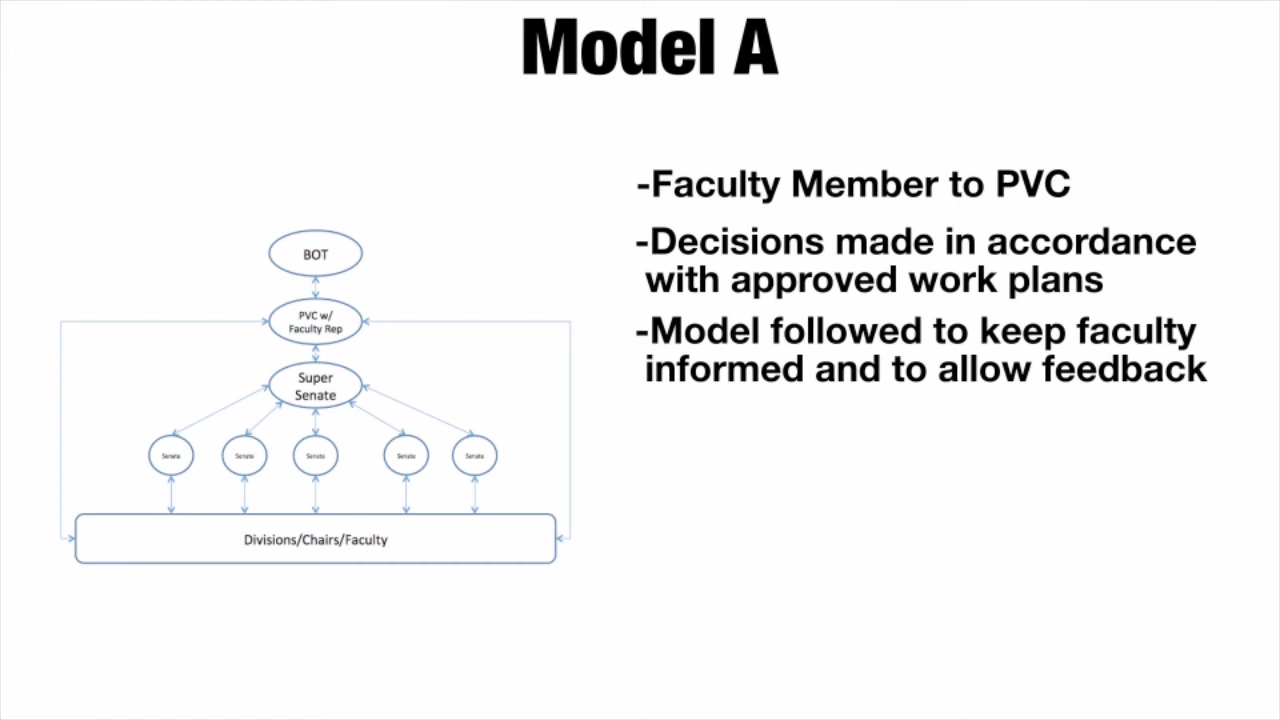 Model A
-Faculty Member to PVC
-Decisions made in accordance
with approved work plans
-Model followed to keep faculty
informed and to allow feedback
BOT
PVC w/
Faculty Rep
Super
Senate
Senate
Senate
Senate
Senate
Senate
Divisions/Chairs/Faculty